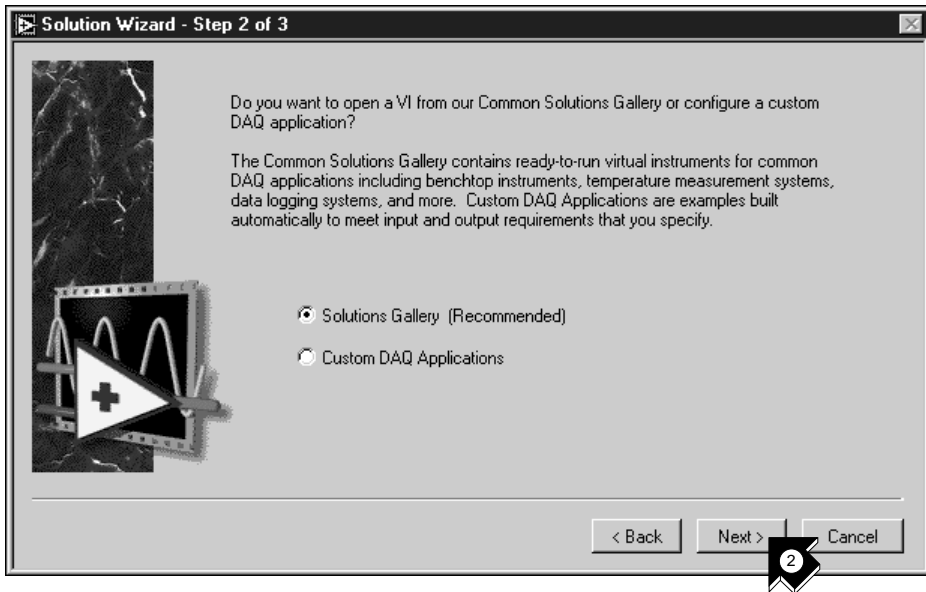 Solution Wizard - Step 2 of 3
Do you want to open a VI from our Common Solutions Gallery or configure a custom
DAQ application?
The Common Solutions Gallery contains ready-to-run virtual instruments for common
DAQ applications including benchtop instruments, temperature measurement systems,
data logging systems, and more.  Custom DAQ Applications are examples built
automatically to meet input and output requirements that you specify.
Solutions Gallery  (Recommended)
Custom DAQ Applications
< Back
Next >
Cancel
2